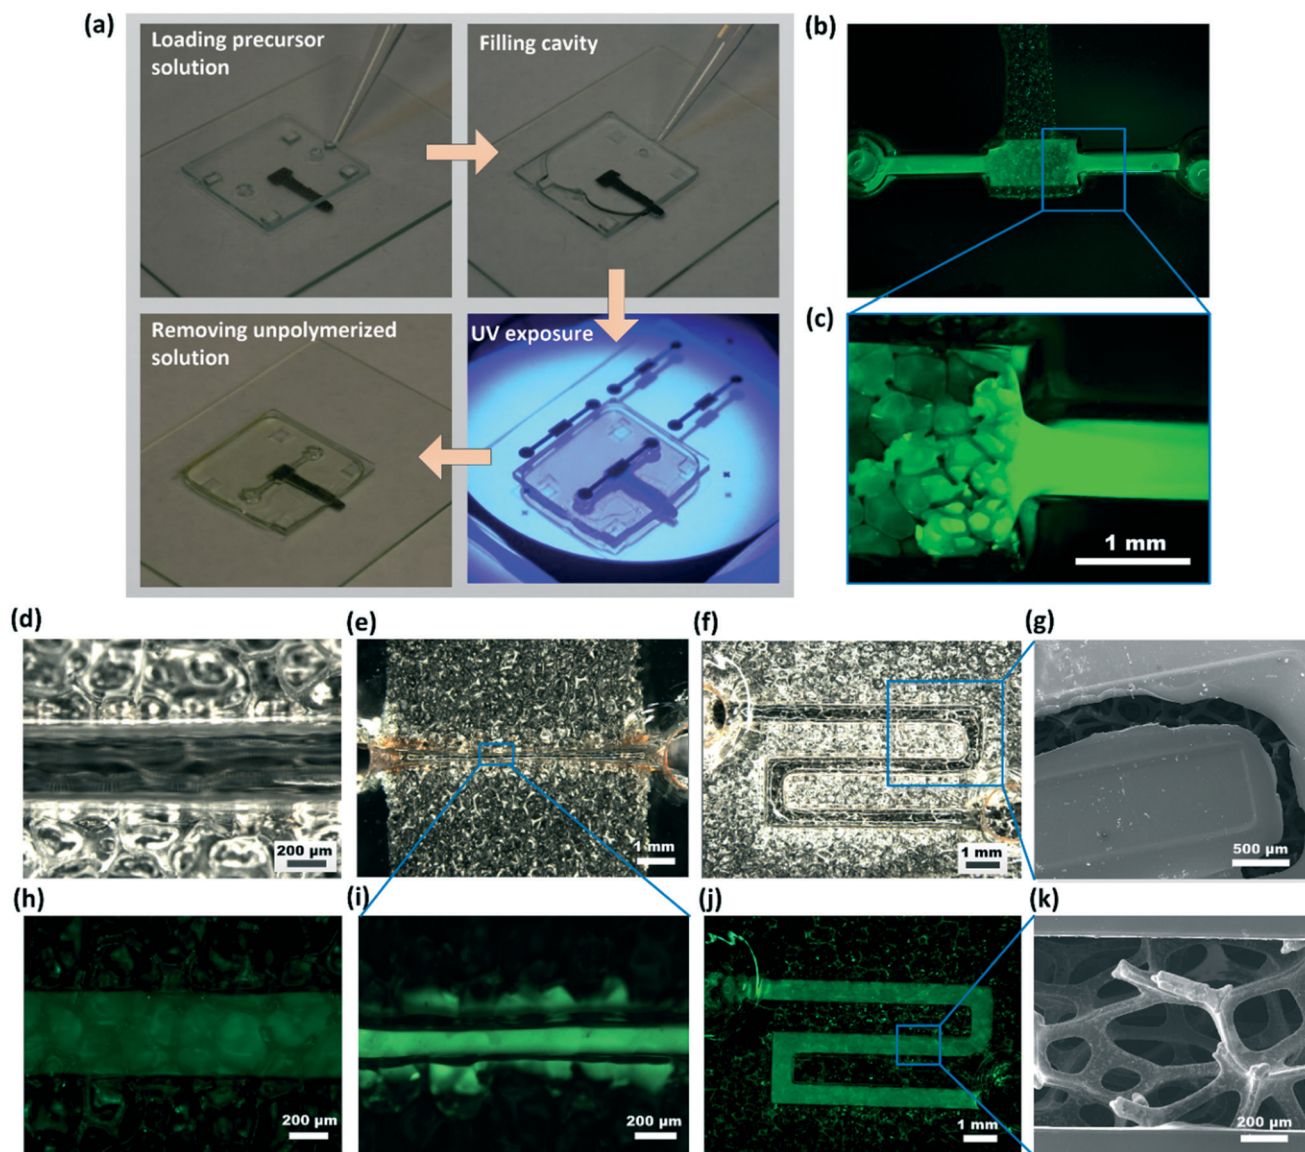 (a)
Loading precursor
solution
Filling cavity
Removing unpolymerized
solution
UV exposure
(b)
(c)
1 mm
(d)
200 µm
(e)
1 mm
(f)
1 mm
(g)
500 µm
(h)
200 µm
(i)
200 µm
(j)
1 mm
(k)
200 µm